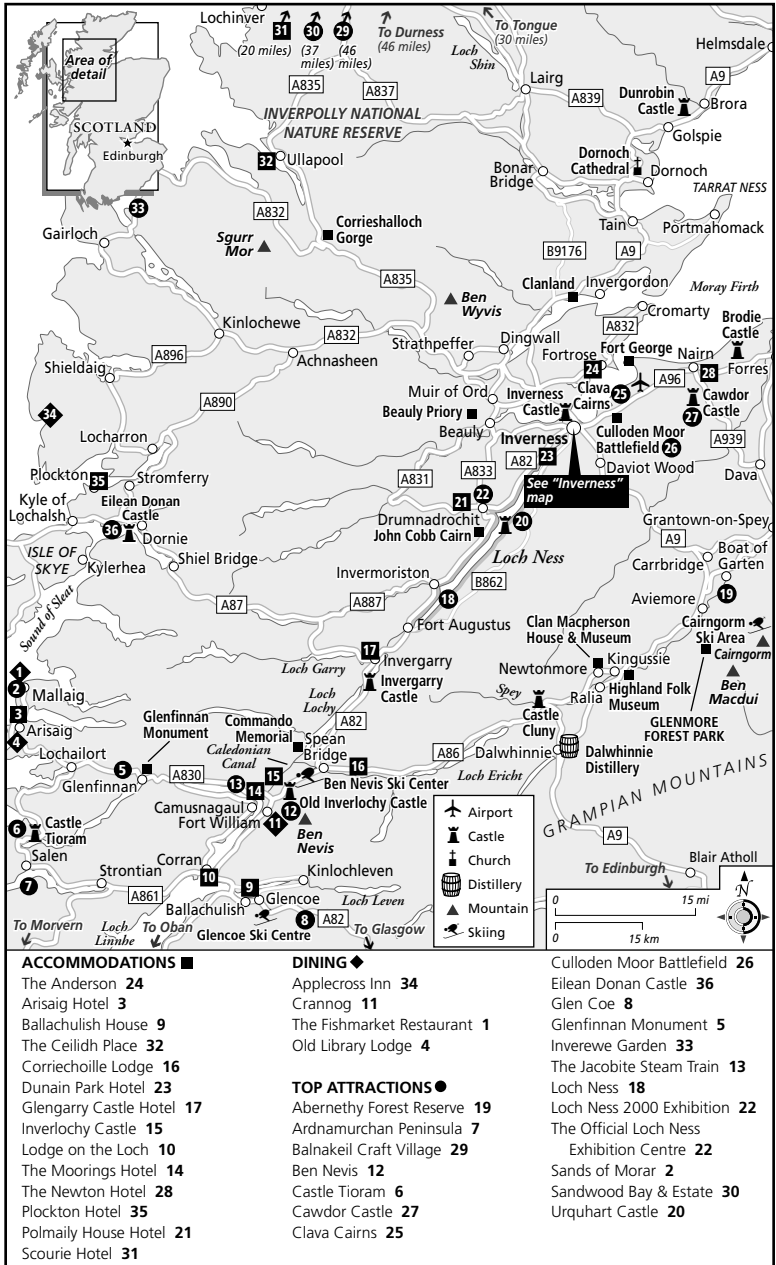 Lochinver
31
30
29
(20 miles)
(37 miles)
(46 miles)
To Durness
(46 miles)
To Tongue
(30 miles)
Loch Shin
Helmsdale
Area of detail
SCOTLAND
Edinburgh
A835
A837
Lairg
A839
A9
Dunrobin Castle
Brora
Golspie
INVERPOLLY NATIONAL
NATURE RESERVE
32
Ullapool
Bonar Bridge
Dornoch Cathedral
Dornoch
TARRAT NESS
33
A832
Corrieshalloch Gorge
Sgurr Mor
Gairloch
Tain
Portmahomack
B9176
A9
A835
Ben Wyvis
Clanland
Invergordon
Moray Firth
Cromarty
Kinlochewe
A832
Achnasheen
A896
Strathpeffer
Dingwall
A832
Fortrose
Fort George
Brodie Castle
Nairn
Forres
24
28
Shieldaig
A890
Muir of Ord
Beauly Priory
Beauly
Inverness Castle
Clava Cairns
25
A96
Cawdor Castle
27
34
Inverness
Culloden Moor
Battlefield
26
A939
Locharron
23
A82
Daviot Wood
Dava
See "Inverness" map
Plockton
35
Stromferry
A831
A833
Kyle of Lochalsh
Eilean Donan Castle
36
Dornie
21
22
Drumnadrochit
20
John Cobb Cairn
Grantown-on-Spey
A9
Boat of Garten
ISLE OF SKYE
Kylerhea
Shiel Bridge
Loch Ness
Carrbridge
Invermoriston
B862
Aviemore
19
Sound of Sleat
A87
A887
18
Fort Augustus
Clan Macpherson
House & Museum
Cairngorm
Ski Area
Cairngorm
17
Invergarry
Loch Garry
Newtonmore
Kingussie
Invergarry Castle
1
2
Mallaig
Loch Lochy
Spey
Ralia
Highland Folk Museum
Ben Macdui
3
Arisaig
4
Glenfinnan Monument
Commando Memorial
A82
Castle Cluny
GLENMORE
FOREST PARK
Caledonian Canal
Spean Bridge
A86
Dalwhinnie
Dalwhinnie Distillery
Lochailort
5
Glenfinnan
A830
13
15
16
14
Ben Nevis Ski Center
Loch Ericht
12
Old Inverlochy Castle
Camusnagaul
Fort William
11
Ben Nevis
GRAMPIAN MOUNTAINS
6
Castle Tioram
Airport
Castle
Church
Distillery
Mountain
Skiing
A9
Salen
7
Strontian
Corran
10
Kinlochleven
To Edinburgh
Blair Atholl
A861
9
Ballachulish
Glencoe
Loch Leven
8
A82
N
0
15 mi
0
15 km
To Morvern
Loch Linnhe
To Oban
Glencoe Ski Centre
To Glasgow
ACCOMMODATIONS ■
The Anderson 24
Arisaig Hotel 3
Ballachulish House 9
The Ceilidh Place 32
Corriechoille Lodge 16
Dunain Park Hotel 23
Glengarry Castle Hotel 17
Inverlochy Castle 15
Lodge on the Loch 10
The Moorings Hotel 14
The Newton Hotel 28
Plockton Hotel 35
Polmaily House Hotel 21
Scourie Hotel 31
DINING ◆
Applecross Inn 34
Crannog 11
The Fishmarket Restaurant 1
Old Library Lodge 4
TOP ATTRACTIONS ●
Abernethy Forest Reserve 19
Ardnamurchan Peninsula 7
Balnakeil Craft Village 29
Ben Nevis 12
Castle Tioram 6
Cawdor Castle 27
Clava Cairns 25
Culloden Moor Battlefield 26
Eilean Donan Castle 36
Glen Coe 8
Glenfinnan Monument 5
Inverewe Garden 33
The Jacobite Steam Train 13
Loch Ness 18
Loch Ness 2000 Exhibition 22
The Official Loch Ness
Exhibition Centre 22
Sands of Morar 2
Sandwood Bay & Estate 30
Urquhart Castle 20